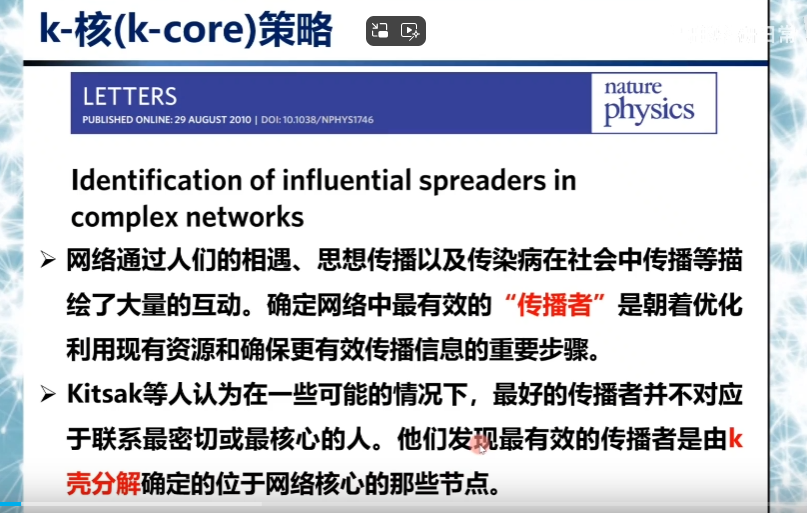 k-核(k-core)策略
LETTERS
PUBLISHED ONLINE: 29 AUGUST 2010 | DOI: 10.1038/NPHYS1746
nature
physics
Identification of influential spreaders in
complex networks
➢ 网络通过人们的相遇、思想传播以及传染病在社会中传播等描
绘了大量的互动。确定网络中最有效的“传播者”是朝着优化
利用现有资源和确保更有效传播信息的重要步骤。
➢ Kitsak等人认为在一些可能的情况下，最好的传播者并不对应
于联系最密切或最核心的人。他们发现最有效的传播者是由k
壳分解确定的位于网络核心的那些节点。